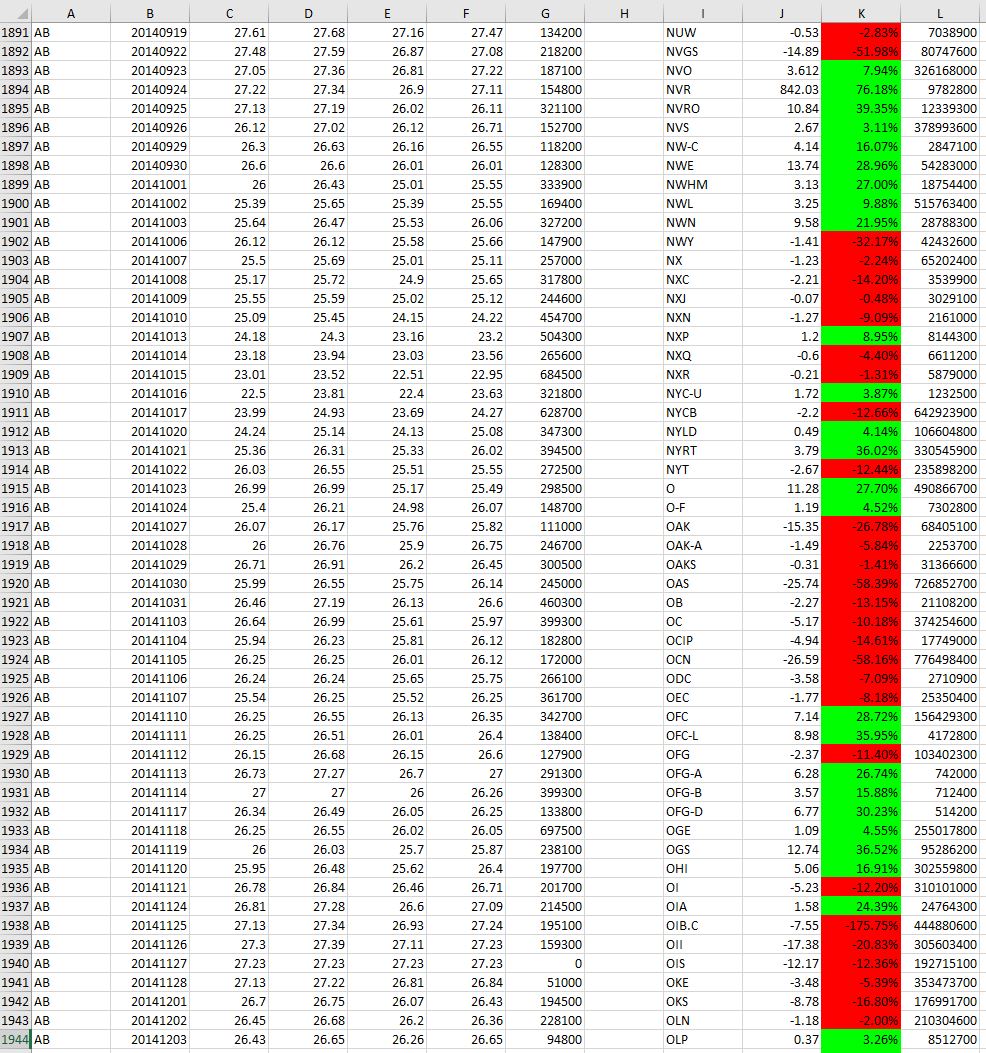 A B C D E F G H I J K L
1891 AB 20140919 27.61 27.68 27.16 27.47 134200 NUW -0.53 -2.83% 7038900
1892 AB 20140922 27.48 27.59 26.87 27.08 218200 NVGS -14.89 -51.98% 80747600
1893 AB 20140923 27.05 27.36 26.81 27.22 187100 NVO 3.612 7.94% 326168000
1894 AB 20140924 27.22 27.34 26.9 27.11 154800 NVR 842.03 76.18% 9782800
1895 AB 20140925 27.13 27.19 26.02 26.11 321100 NVRO 10.84 39.35% 12339300
1896 AB 20140926 26.12 27.02 26.12 26.71 152700 NVS 2.67 3.11% 378993600
1897 AB 20140929 26.3 26.63 26.16 26.55 118200 NW-C 4.14 16.07% 2847100
1898 AB 20140930 26.6 26.6 26.01 26.01 128300 NWE 13.74 28.96% 54283000
1899 AB 20141001 26 26.43 25.01 25.55 333900 NWHM 3.13 27.00% 18754400
1900 AB 20141002 25.39 25.65 25.39 25.55 169400 NWL 3.25 9.88% 515763400
1901 AB 20141003 25.64 26.47 25.53 26.06 327200 NWN 9.58 21.95% 28788300
1902 AB 20141006 26.12 26.12 25.58 25.66 147900 NWY -1.41 -32.17% 42432600
1903 AB 20141007 25.5 25.69 25.01 25.11 257000 NX -1.23 -2.24% 65202400
1904 AB 20141008 25.17 25.72 24.9 25.65 317800 NXC -2.21 -14.20% 3539900
1905 AB 20141009 25.55 25.59 25.02 25.12 244600 NXJ -0.07 -0.48% 3029100
1906 AB 20141010 25.09 25.45 24.15 24.22 454700 NXN -1.27 -9.09% 2161000
1907 AB 20141013 24.18 24.3 23.16 23.2 504300 NXP 1.2 8.95% 8144300
1908 AB 20141014 23.18 23.94 23.03 23.56 265600 NXQ -0.6 -4.40% 6611200
1909 AB 20141015 23.01 23.52 22.51 22.95 684500 NXR -0.21 -1.31% 5879000
1910 AB 20141016 22.5 23.81 22.4 23.63 321800 NYC-U 1.72 3.87% 1232500
1911 AB 20141017 23.99 24.93 23.69 24.27 628700 NYCB -2.2 -12.66% 642923900
1912 AB 20141020 24.24 25.14 24.13 25.08 347300 NYLD 0.49 4.14% 106604800
1913 AB 20141021 25.36 26.31 25.33 26.02 394500 NYRT 3.79 36.02% 330545900
1914 AB 20141022 26.03 26.55 25.51 25.55 272500 NYT -2.67 -12.44% 235898200
1915 AB 20141023 26.99 26.99 25.17 25.49 298500 O 11.28 27.70% 490866700
1916 AB 20141024 25.4 26.21 24.98 26.07 148700 O-F 1.19 4.52% 7302800
1917 AB 20141027 26.07 26.17 25.76 25.82 111000 OAK -15.35 -26.78% 68405100
1918 AB 20141028 26 26.76 25.9 26.75 246700 OAK-A -1.49 -5.84% 2253700
1919 AB 20141029 26.71 26.91 26.2 26.45 300500 OAKS -0.31 -1.41% 31366600
1920 AB 20141030 25.99 26.55 25.75 26.14 245000 OAS -25.74 -58.39% 726852700
1921 AB 20141031 26.46 27.19 26.13 26.6 460300 OB -2.27 -13.15% 21108200
1922 AB 20141103 26.64 26.99 25.61 25.97 399300 OC -5.17 -10.18% 374254600
1923 AB 20141104 25.94 26.23 25.81 26.12 182800 OCIP -4.94 -14.61% 17749000
1924 AB 20141105 26.25 26.25 26.01 26.12 172000 OCN -26.59 -58.16% 776498400
1925 AB 20141106 26.24 26.24 25.65 25.75 266100 ODC -3.58 -7.09% 2710900
1926 AB 20141107 25.54 26.25 25.52 26.25 361700 OEC -1.77 -8.18% 25350400
1927 AB 20141110 26.25 26.55 26.13 26.35 342700 OFC 7.14 28.72% 156429300
1928 AB 20141111 26.25 26.51 26.01 26.4 138400 OFC-L 8.98 35.95% 4172800
1929 AB 20141112 26.15 26.68 26.15 26.6 127900 OFG -2.37 -11.40% 103402300
1930 AB 20141113 26.73 27.27 26.7 27 291300 OFG-A 6.28 26.74% 742000
1931 AB 20141114 27 27 26 26.26 399300 OFG-B 3.57 15.88% 712400
1932 AB 20141117 26.34 26.49 26.05 26.25 133800 OFG-D 6.77 30.23% 514200
1933 AB 20141118 26.25 26.55 26.02 26.05 697500 OGE 1.09 4.55% 255017800
1934 AB 20141119 26 26.03 25.7 25.87 238100 OGS 12.74 36.52% 95286200
1935 AB 20141120 25.95 26.48 25.62 26.4 197700 OHI 5.06 16.91% 302559800
1936 AB 20141121 26.78 26.84 26.46 26.71 201700 OI -5.23 -12.20% 310101000
1937 AB 20141124 26.81 27.28 26.6 27.09 214500 OIA 1.58 24.39% 24764300
1938 AB 20141125 27.13 27.34 26.93 27.24 195100 OIB.C -7.55 -175.75% 444880600
1939 AB 20141126 27.3 27.39 27.11 27.23 159300 OII -17.38 -20.83% 305603400
1940 AB 20141127 27.23 27.23 27.23 27.23 0 OIS -12.17 -12.36% 192715100
1941 AB 20141128 27.13 27.22 26.81 26.84 51000 OKE -3.48 -5.39% 353473700
1942 AB 20141201 26.7 26.75 26.07 26.43 194500 OKS -8.78 -16.80% 176991700
1943 AB 20141202 26.45 26.68 26.2 26.36 228100 OLN -1.18 -2.00% 210304600
1944 AB 20141203 26.43 26.65 26.26 26.65 94800 OLP 0.37 3.26% 8512700